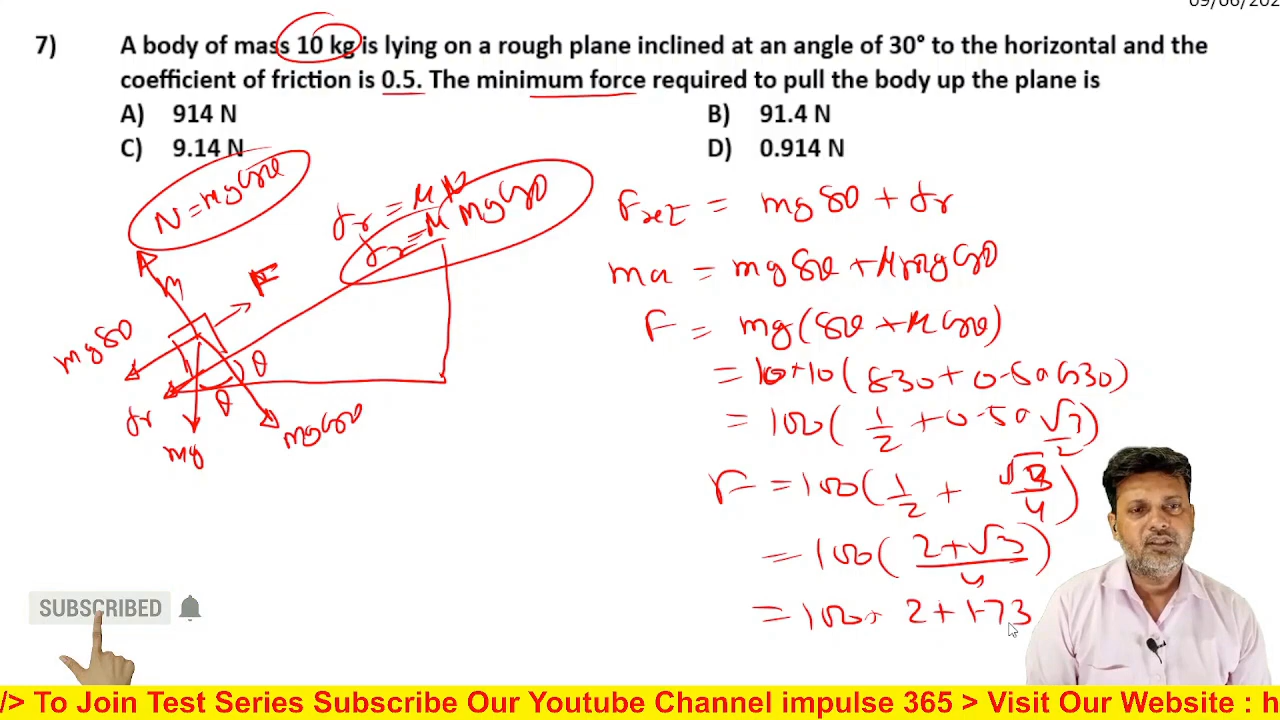 09/06/202
7) A body of mass 10 kg is lying on a rough plane inclined at an angle of 30° to the horizontal and the
coefficient of friction is 0.5. The minimum force required to pull the body up the plane is
A) 914 N B) 91.4 N
C) 9.14 N D) 0.914 N
N = mg cosθ
fr = μ N
fr = μ mg cosθ
F
mg sinθ
θ
θ
fr
mg
mg cosθ
Fnet = mg sinθ + fr
ma = mg sinθ + μ mg cosθ
F = mg (sinθ + μ cosθ)
= 10×10 (s30 + 0.5× cos30)
= 100 ( 1/2 + 0.5× √3/2 )
F = 100 ( 1/2 + √3/4 )
= 100 ( 2+√3/4 )
= 100× 2+1.73
SUBSCRIBED
/> To Join Test Series Subscribe Our Youtube Channel impulse 365 > Visit Our Website : h